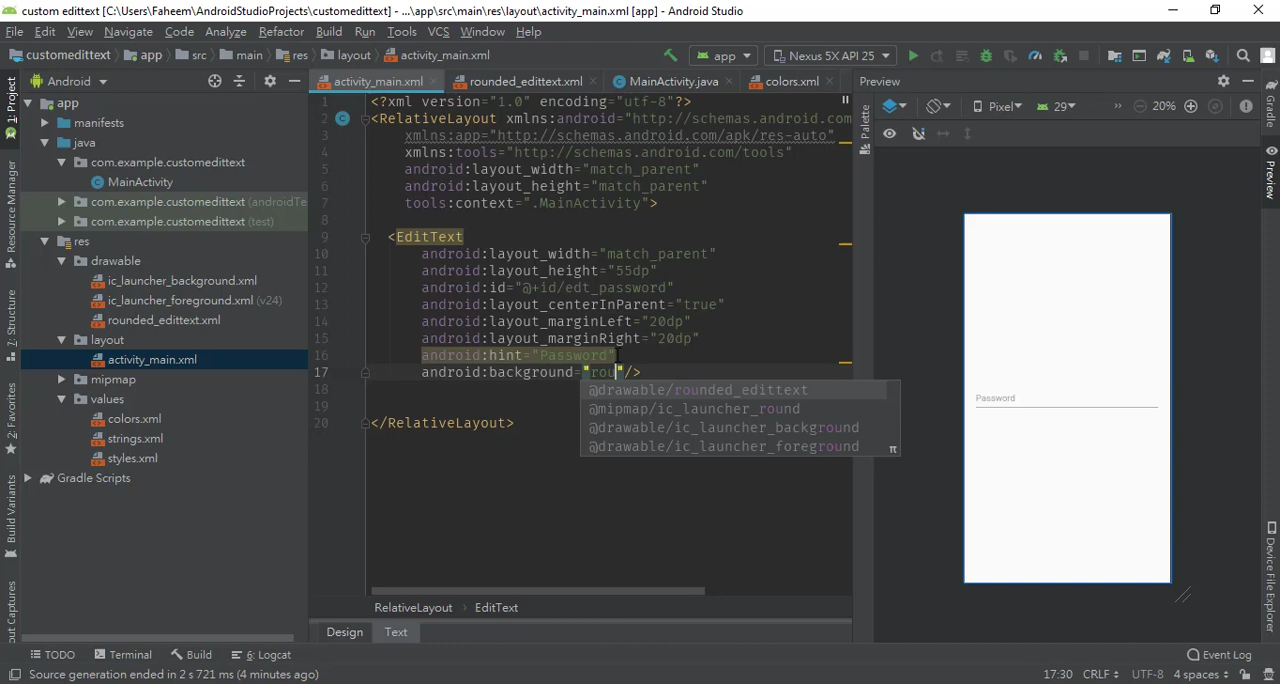 custom edittext [C:\Users\Faheem\AndroidStudioProjects\customedittext] - ...\app\src\main\res\layout\activity_main.xml [app] - Android Studio
File Edit View Navigate Code Analyze Refactor Build Run Tools VCS Window Help
customedittext app src main res layout activity_main.xml app Nexus 5X API 25
Android activity_main.xml rounded_edittext.xml MainActivity.java colors.xml Preview
1: Project
Resource Manager
7: Structure
2: Favorites
Build Variants
out Captures
app
manifests
java
com.example.customedittext
MainActivity
com.example.customedittext (androidTe
com.example.customedittext (test)
res
drawable
ic_launcher_background.xml
ic_launcher_foreground.xml (v24)
rounded_edittext.xml
layout
activity_main.xml
mipmap
values
colors.xml
strings.xml
styles.xml
Gradle Scripts
1 <?xml version="1.0" encoding="utf-8"?>
2 <RelativeLayout xmlns:android="http://schemas.android.com
3 xmlns:app="http://schemas.android.com/apk/res-auto"
4 xmlns:tools="http://schemas.android.com/tools"
5 android:layout_width="match_parent"
6 android:layout_height="match_parent"
7 tools:context=".MainActivity">
8
9 <EditText
10 android:layout_width="match_parent"
11 android:layout_height="55dp"
12 android:id="@+id/edt_password"
13 android:layout_centerInParent="true"
14 android:layout_marginLeft="20dp"
15 android:layout_marginRight="20dp"
16 android:hint="Password"
17 android:background="rou"/>
18
19
20 </RelativeLayout>
@drawable/rounded_edittext
@mipmap/ic_launcher_round
@drawable/ic_launcher_background
@drawable/ic_launcher_foreground
π
RelativeLayout › EditText
Design Text
Palette
Pixel 29 » 20%
Password
Gradle
Preview
Device File Explorer
TODO Terminal Build 6: Logcat Event Log
Source generation ended in 2 s 721 ms (4 minutes ago) 17:30 CRLF UTF-8 4 spaces